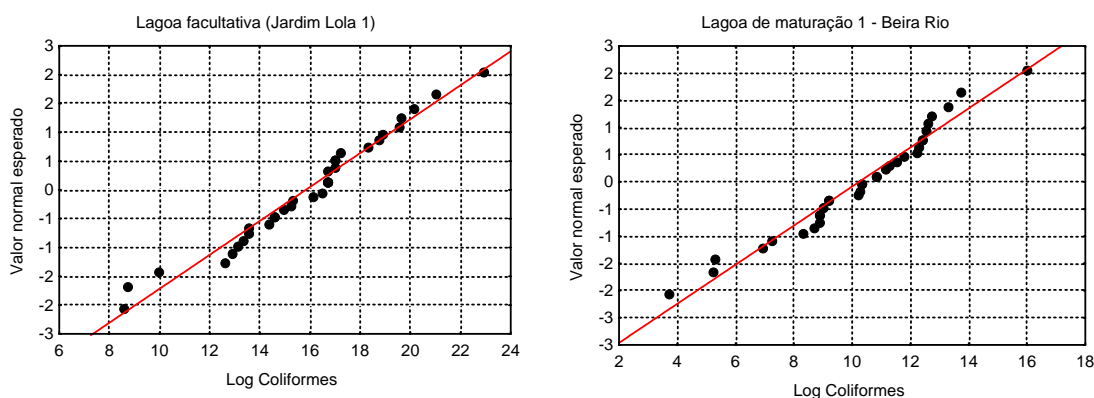 Lagoa facultativa (Jardim Lola 1)
Valor normal esperado
3
2
2
1
1
0
-1
-1
-2
-2
-3
6 8 10 12 14 16 18 20 22 24
Log Coliformes
Lagoa de maturação 1 - Beira Rio
Valor normal esperado
3
2
2
1
1
0
-1
-1
-2
-2
-3
-3
2 4 6 8 10 12 14 16 18
Log Coliformes